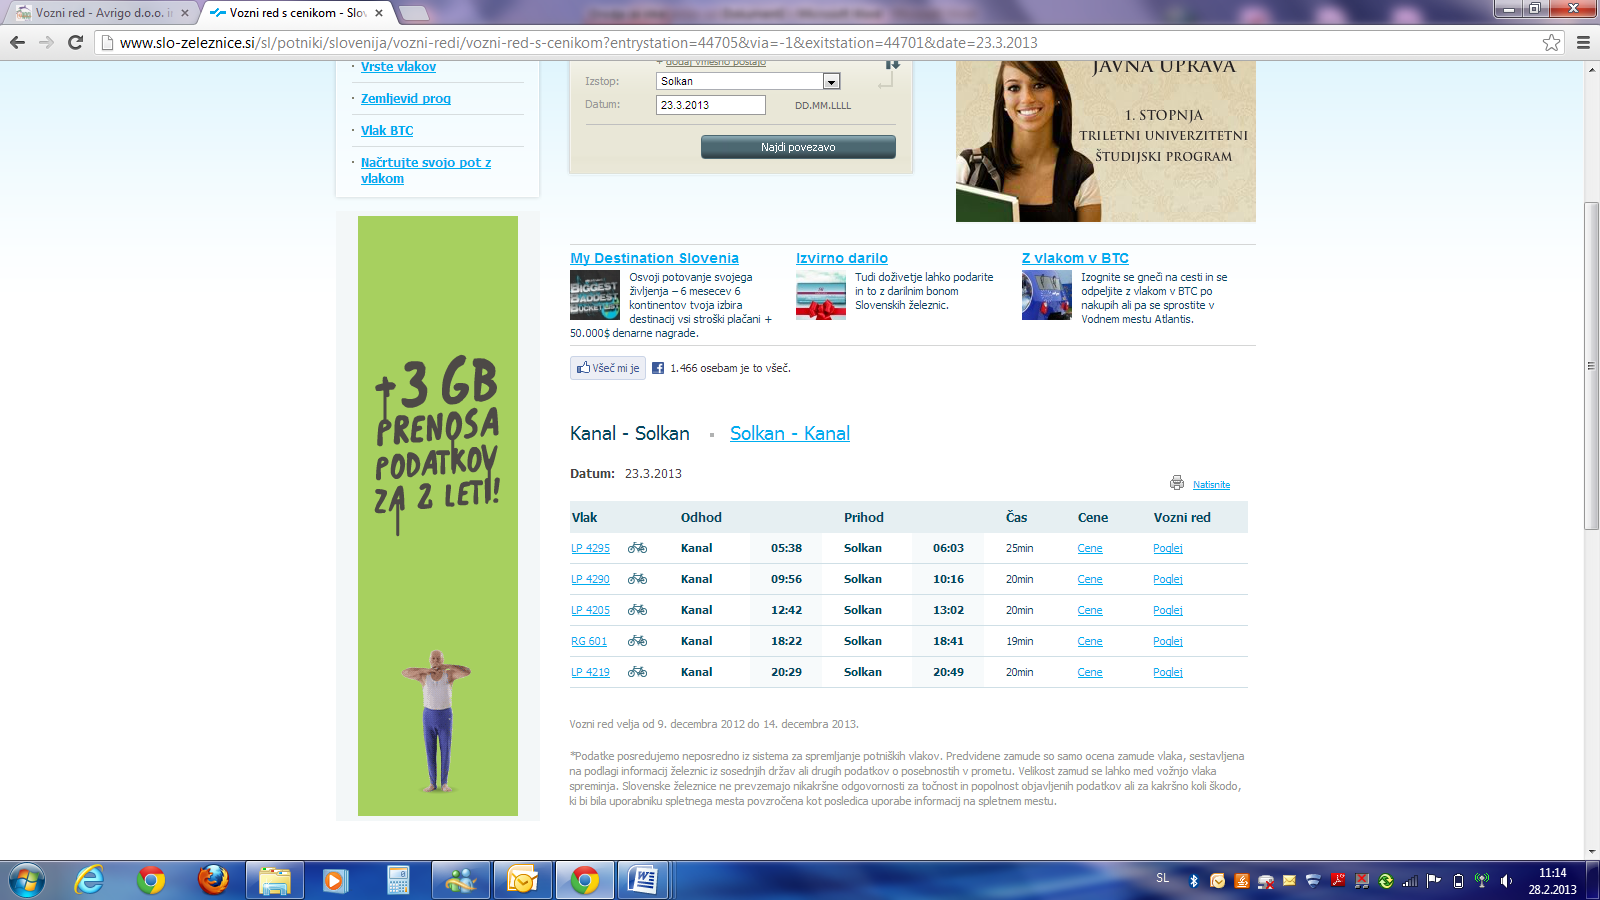 Vozni red - Avrigo d.o.o. i
Vozni red s cenikom - Slov
www.slo-zeleznice.si/sl/potniki/slovenija/vozni-redi/vozni-red-s-cenikom?entrystation=44705&via=-1&exitstation=44701&date=23.3.2013
· Vrste vlakov
· Zemljevid prog
· Vlak BTC
· Načrtujte svojo pot z
vlakom
+ dodaj vmesno postajo
Izstop: Solkan
Datum: 23.3.2013 DD.MM.LLLL
Najdi povezavo
JAVNA UPRAVA
1. STOPNJA
TRILETNI UNIVERZITETNI
ŠTUDIJSKI PROGRAM
+3 GB
PRENOSA
PODATKOV
ZA 2 LETI!
My Destination Slovenia
BIGGEST
BADDEST
BUCKET
Osvoji potovanje svojega
življenja – 6 mesecev 6
kontinentov tvoja izbira
destinacij vsi stroški plačani +
50.000$ denarne nagrade.
Izvirno darilo
Tudi doživetje lahko podarite
in to z darilnim bonom
Slovenskih železnic.
Z vlakom v BTC
Izognite se gneči na cesti in se
odpeljite z vlakom v BTC po
nakupih ali pa se sprostite v
Vodnem mestu Atlantis.
Všeč mi je 1.466 osebam je to všeč.
Kanal - Solkan Solkan - Kanal
Datum: 23.3.2013
Natisnite
Vlak Odhod Prihod Čas Cene Vozni red
LP 4295 Kanal 05:38 Solkan 06:03 25min Cene Poglej
LP 4290 Kanal 09:56 Solkan 10:16 20min Cene Poglej
LP 4205 Kanal 12:42 Solkan 13:02 20min Cene Poglej
RG 601 Kanal 18:22 Solkan 18:41 19min Cene Poglej
LP 4219 Kanal 20:29 Solkan 20:49 20min Cene Poglej
Vozni red velja od 9. decembra 2012 do 14. decembra 2013.
*Podatke posredujemo neposredno iz sistema za spremljanje potniških vlakov. Predvidene zamude so samo ocena zamude vlaka, sestavljena
na podlagi informacij železnic iz sosednjih držav ali drugih podatkov o posebnostih v prometu. Velikost zamud se lahko med vožnjo vlaka
spreminja. Slovenske železnice ne prevzemajo nikakršne odgovornosti za točnost in popolnost objavljenih podatkov ali za kakršno koli škodo,
ki bi bila uporabniku spletnega mesta povzročena kot posledica uporabe informacij na spletnem mestu.
SL
11:14
28.2.2013